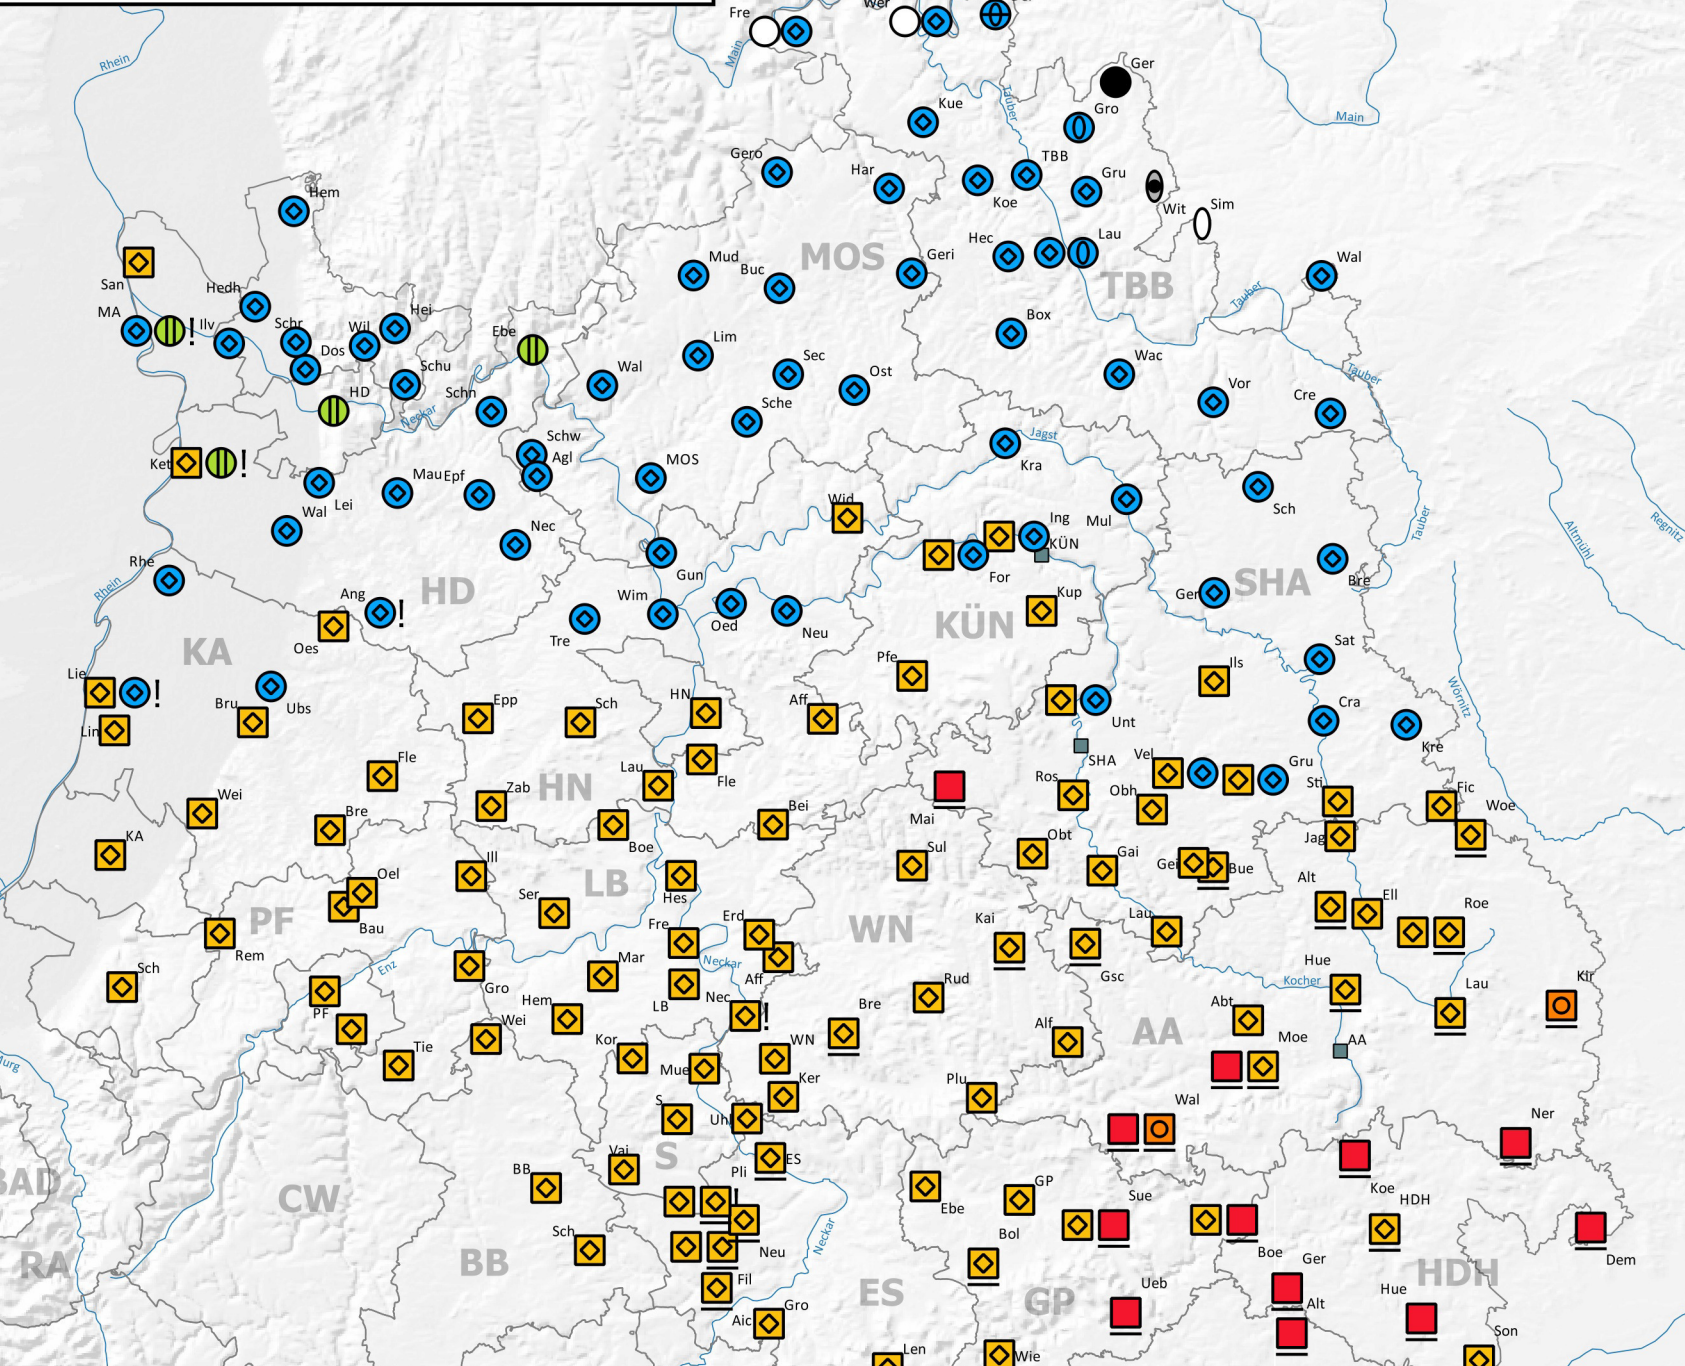 Fre
Wer
Main
Rhein
Ger
Tauber
Gro
Kue
Main
Gero
Har
TBB
Koe
Gru
Hem
Wit
Sim
MOS
Hec
Lau
Geri
Mud
Buc
TBB
Wal
San
Hedh
Tauber
MA
! Ilv
Schr
Wil
Hei
Ebe
Box
Dos
Lim
Wac
Schu
Wal
Sec
Ost
Tauber
HD
Schn
Vor
Cre
Neckar
Sche
Jagst
Schw
Agl
Ket
!
MOS
Kra
Mau
Epf
Lei
Wid
Sch
Wal
Ing
Mul
Tauber
Regnitz
Altmühl
Nec
KÜN
Rhe
Gun
For
Bre
Rhein
HD
SHA
Ang
!
Wim
Kup
Ger
Oes
Tre
Oed
Neu
KÜN
KA
Sat
Pfe
Ils
Lie
!
Ubs
Bru
Epp
Sch
HN
Aff
Unt
Cra
Wörnitz
Lin
Kre
Fle
Fle
SHA
Vel
Gru
HN
Lau
Ros
Obh
Sti
Fic
Woe
Wei
Bre
Zab
Bei
Mai
KA
Boe
Obt
Jag
Ill
Sul
Gai
Gei
Bue
Oel
LB
Hes
Alt
Ell
Roe
PF
Ser
Bau
Fre
Erd
WN
Kai
Lau
Rem
Enz
Neckar
Sch
Mar
Aff
Gsc
Hue
Kocher
Kir
Gro
LB
Nec
Rud
Lau
PF
Hem
!
Bre
Abt
Wei
Alf
AA
Moe
AA
Tie
Kor
WN
Murg
Mue
Ker
Plu
Wal
S
Uhl
Ner
Vai
S
Pli
ES
BAD
BB
CW
!
Ebe
GP
Sue
Koe
HDH
Sch
Neu
Bol
Neckar
Boe
Ger
Dem
RA
BB
Fil
ES
GP
Ueb
HDH
Hue
Alt
Gro
Aic
Son
Len
Wie